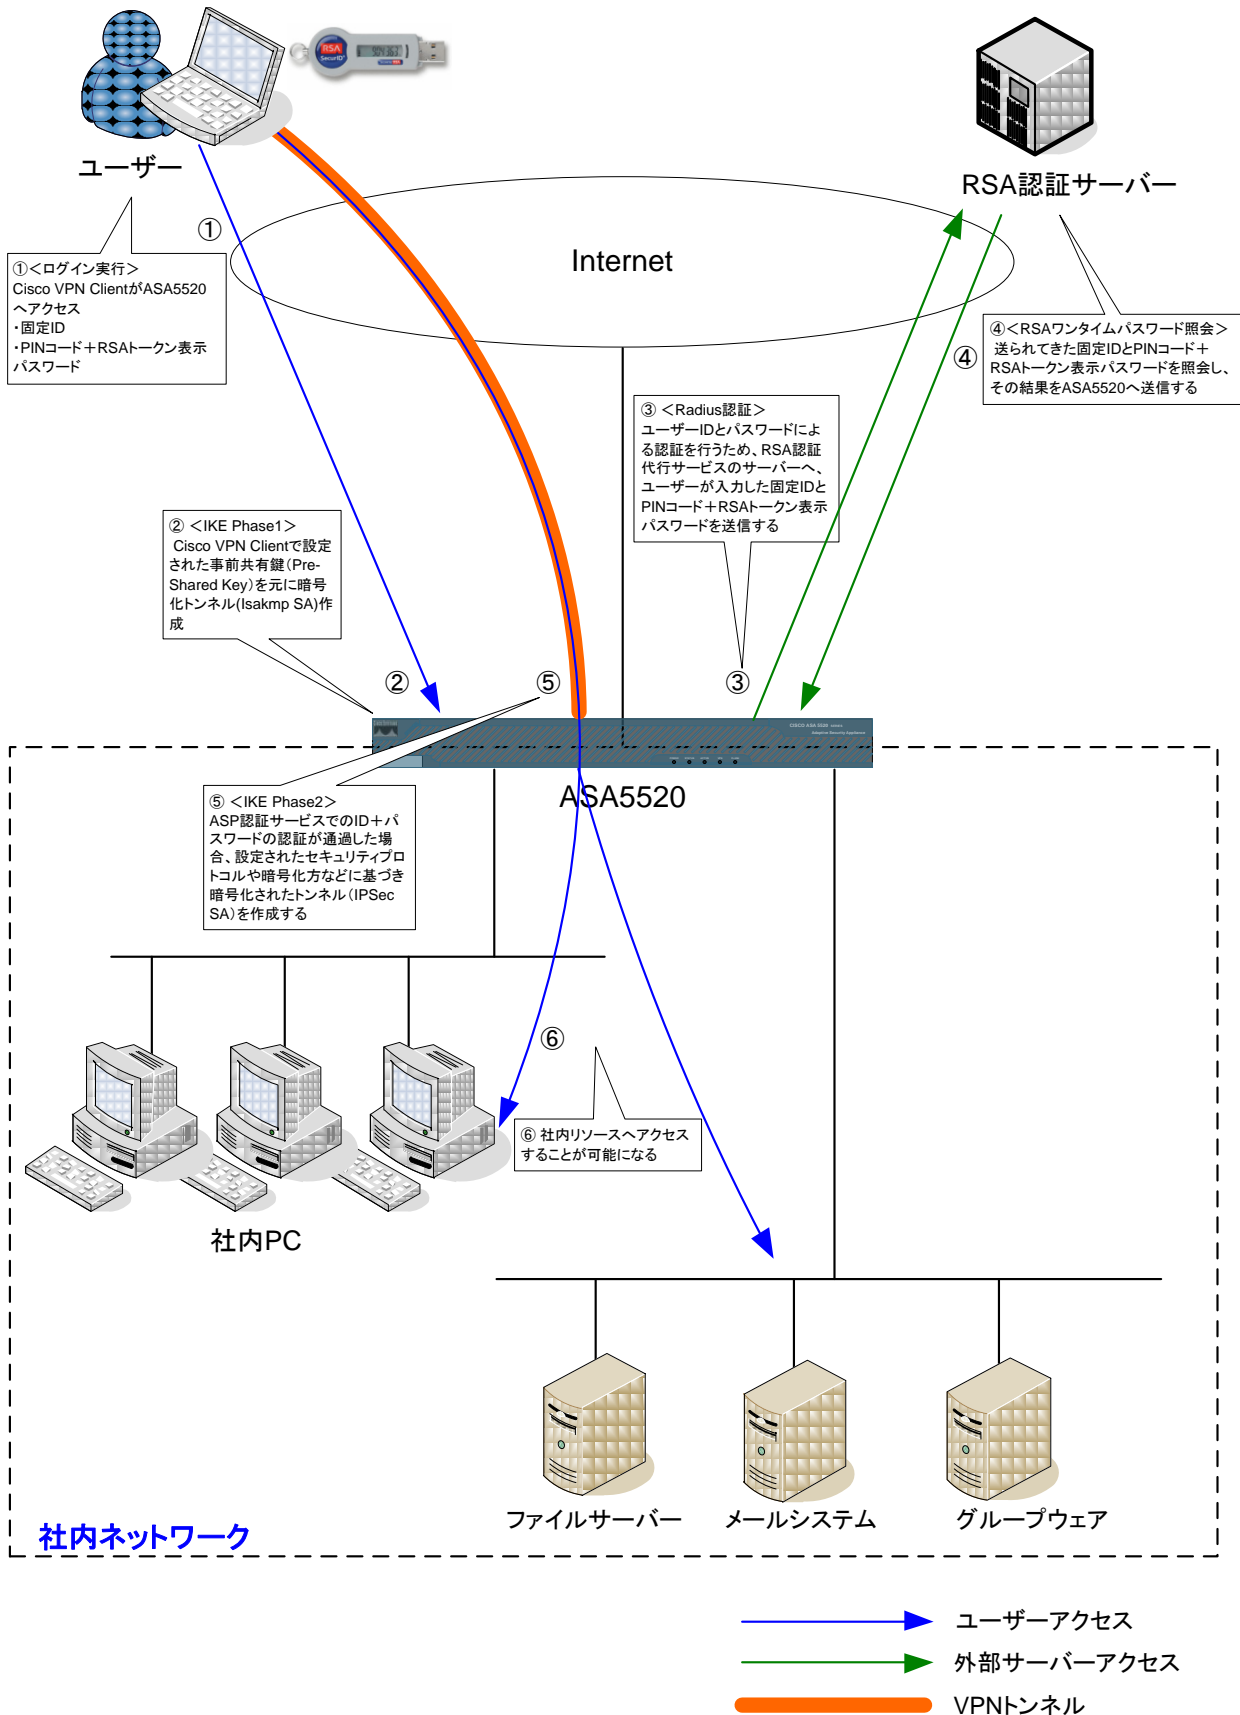 RSA
SecurID
904363
ユーザー
RSA認証サーバー
①
Internet
①＜ログイン実行＞
Cisco VPN ClientがASA5520
へアクセス
・固定ID
・PINコード＋RSAトークン表示
パスワード
④
④＜RSAワンタイムパスワード照会＞
送られてきた固定IDとPINコード＋
RSAトークン表示パスワードを照会し、
その結果をASA5520へ送信する
③ ＜Radius認証＞
ユーザーIDとパスワードによ
る認証を行うため、RSA認証
代行サービスのサーバーへ、
ユーザーが入力した固定IDと
PINコード＋RSAトークン表示
パスワードを送信する
② ＜IKE Phase1＞
Cisco VPN Clientで設定
された事前共有鍵（Pre-
Shared Key）を元に暗号
化トンネル(Isakmp SA)作
成
②
⑤
③
CISCO ASA 5520 SERIES
Adaptive Security Appliance
ASA5520
⑤ ＜IKE Phase2＞
ASP認証サービスでのID＋パ
スワードの認証が通過した場
合、設定されたセキュリティプロ
トコルや暗号化方などに基づき
暗号化されたトンネル（IPSec
SA）を作成する
⑥
⑥ 社内リソースへアクセス
することが可能になる
社内PC
ファイルサーバー
メールシステム
グループウェア
社内ネットワーク
ユーザーアクセス
外部サーバーアクセス
VPNトンネル